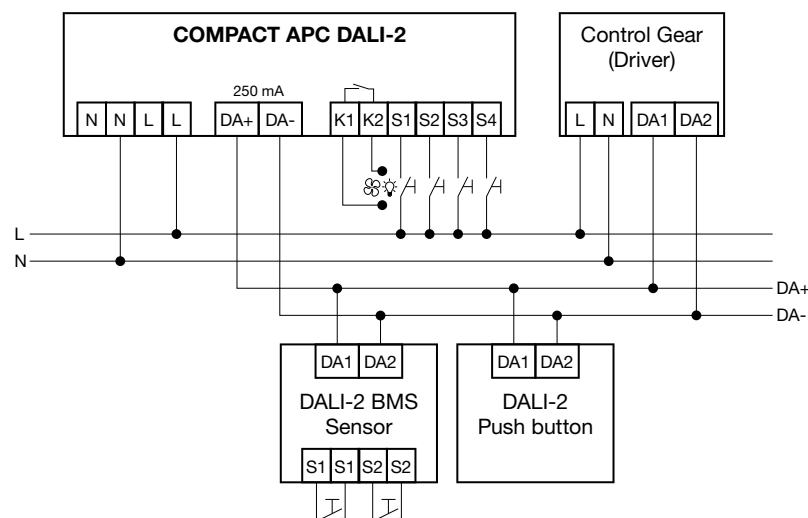 COMPACT APC DALI-2
Control Gear
(Driver)
250 mA
N N L L DA+ DA- K1 K2 S1 S2 S3 S4
L N DA1 DA2
L
N
DA+
DA-
DA1 DA2
DALI-2 BMS
Sensor
S1 S1 S2 S2
DA1 DA2
DALI-2
Push button